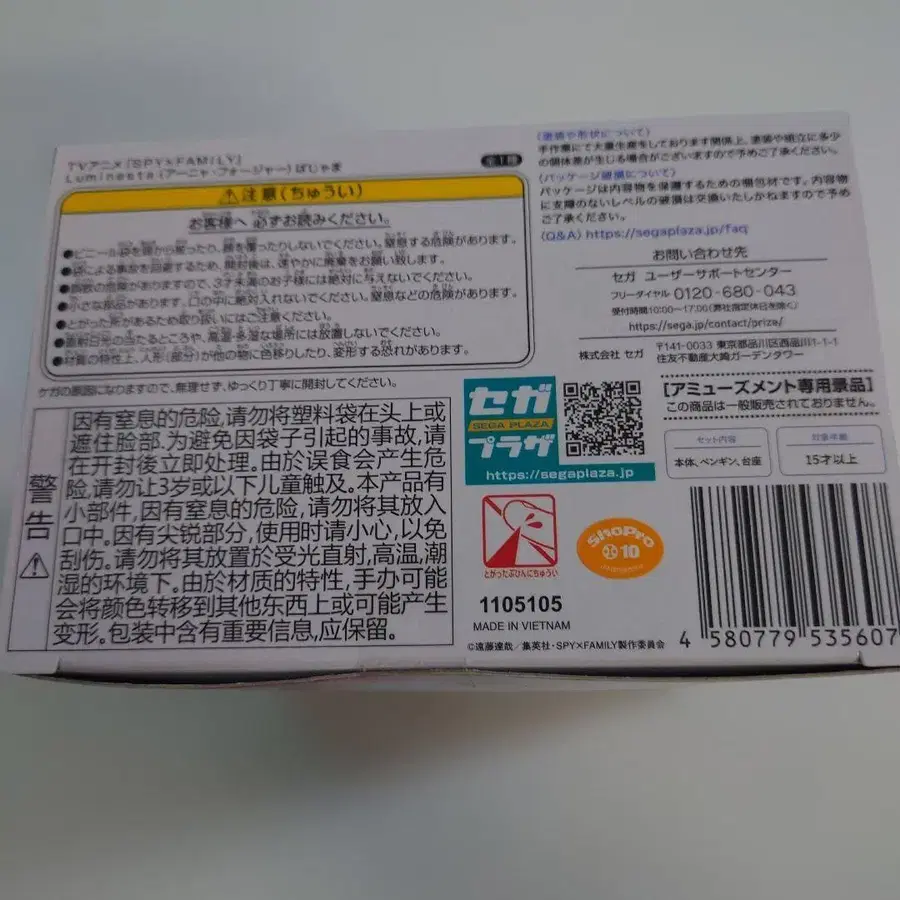 TVアニメ「SPY×FAMILY」
Luminasta (アーニャ・フォージャー) ぱじゃま
全1種
⚠注意(ちゅうい)
お客様へ 必ずお読みください。
●ビニール袋を頭から被ったり、顔を覆ったりしないでください。窒息する危険があります。
●袋による事故を回避するため、開封後は、速やかに廃棄をお願い致します。
●誤飲の危険がありますので、3才未満のお子様には絶対に与えないでください。
●小さな部品があります。口の中に絶対入れないでください。窒息などの危険があります。
●とがった所があるため取り扱いにはご注意ください。
●直射日光の当たるところや、高温・多湿な場所には放置しないでください。
●材質の特性上、人形(部分)が他の物に色移りしたり、変形する恐れがあります。
ケガの原因になりますので、無理せず、ゆっくり丁寧に開封してください。
警告⚠
因有窒息的危险,请勿将塑料袋在头上或
遮住脸部.为避免因袋子引起的事故,请
在开封後立即处理。由於误食会产生危
险,请勿让3岁或以下儿童触及。本产品有
小部件,因有窒息的危险,请勿将其放入
口中。因有尖锐部分,使用时请小心,以免
刮伤。请勿将其放置於受光直射,高温,潮
湿的环境下。由於材质的特性,手办可能
会将颜色转移到其他东西上或可能产生
变形。包装中含有重要信息,应保留。
〈塗装や形状について〉
手作業にて大量生産をしております関係上、塗装や組立に多少
の個体差が生じる場合がございますので予めご了承ください。
〈パッケージ破損について〉
パッケージは内容物を保護するための梱包材です。内容物
に支障のないレベルの破損は交換いたしかねますので予め
ご了承ください。
〈Q&A〉https://segaplaza.jp/faq
お問い合わせ先
セガ ユーザーサポートセンター
フリーダイヤル 0120-680-043
受付時間10:00~17:00(弊社指定休日を除く)
https://sega.jp/contact/prize/
株式会社 セガ
〒141-0033 東京都品川区西品川1-1-1
住友不動産大崎ガーデンタワー
セガ
SEGA PLAZA
プラザ
https://segaplaza.jp
【アミューズメント専用景品】
この商品は一般販売されておりません。
セット内容
本体、ペンギン、台座
対象年齢
15才以上
とがったぶひんにちゅうい
ShoPro
10
1105105
MADE IN VIETNAM
©遠藤達哉/集英社・SPY×FAMILY製作委員会
4 580779 535607